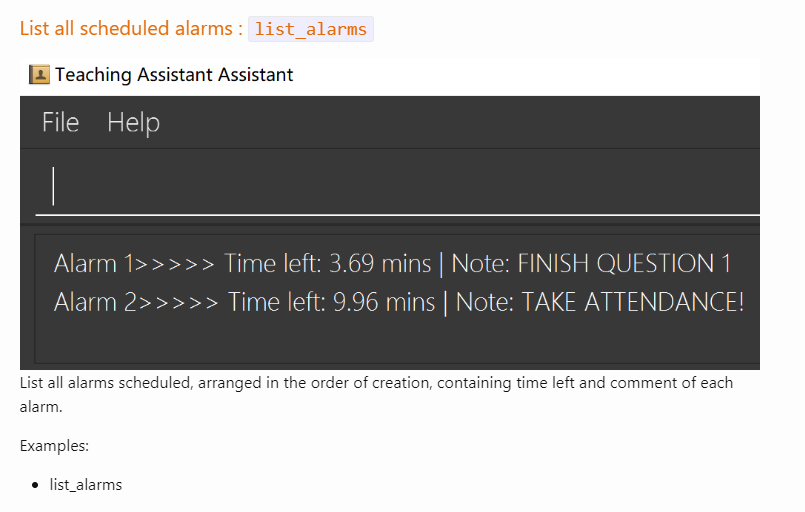 List all scheduled alarms : list_alarms
Teaching Assistant Assistant
File Help
Alarm 1>>>>> Time left: 3.69 mins | Note: FINISH QUESTION 1
Alarm 2>>>>> Time left: 9.96 mins | Note: TAKE ATTENDANCE!
List all alarms scheduled, arranged in the order of creation, containing time left and comment of each
alarm.
Examples:
• list_alarms